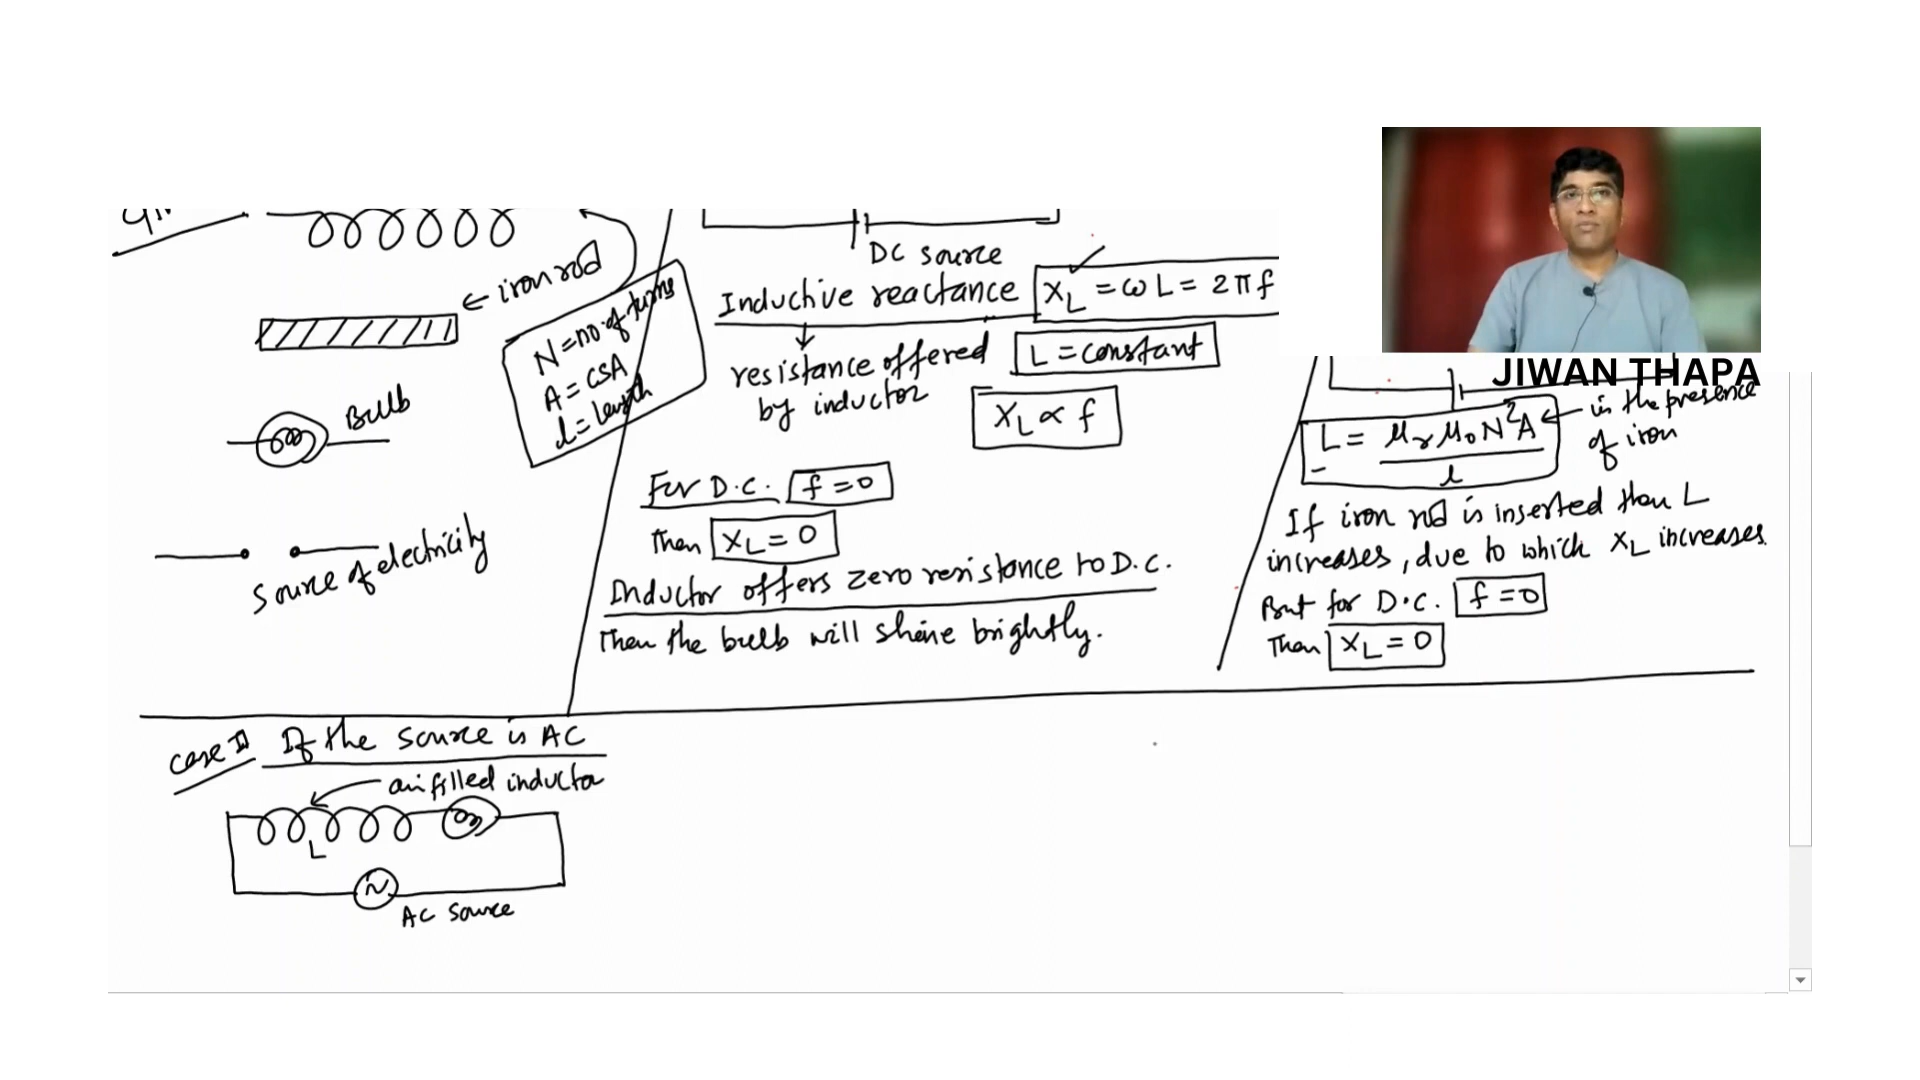 ← iron rod
N = no. of turns
A = CSA
l = length
Bulb
Source of electricity
DC source
Inductive reactance X_L = ωL = 2πf
resistance offered
by inductor
L = constant
X_L ∝ f
For D.C. f = 0
Then X_L = 0
Inductor offers zero resistance to D.C.
Then the bulb will shine brightly.
JIWAN THAPA
L = μ_r μ_0 N²A / l ← in the presence
of iron
If iron rod is inserted then L
increases, due to which X_L increases.
But for D.C. f = 0
Then X_L = 0
Case II If the source is AC
air filled inductor
L
AC source